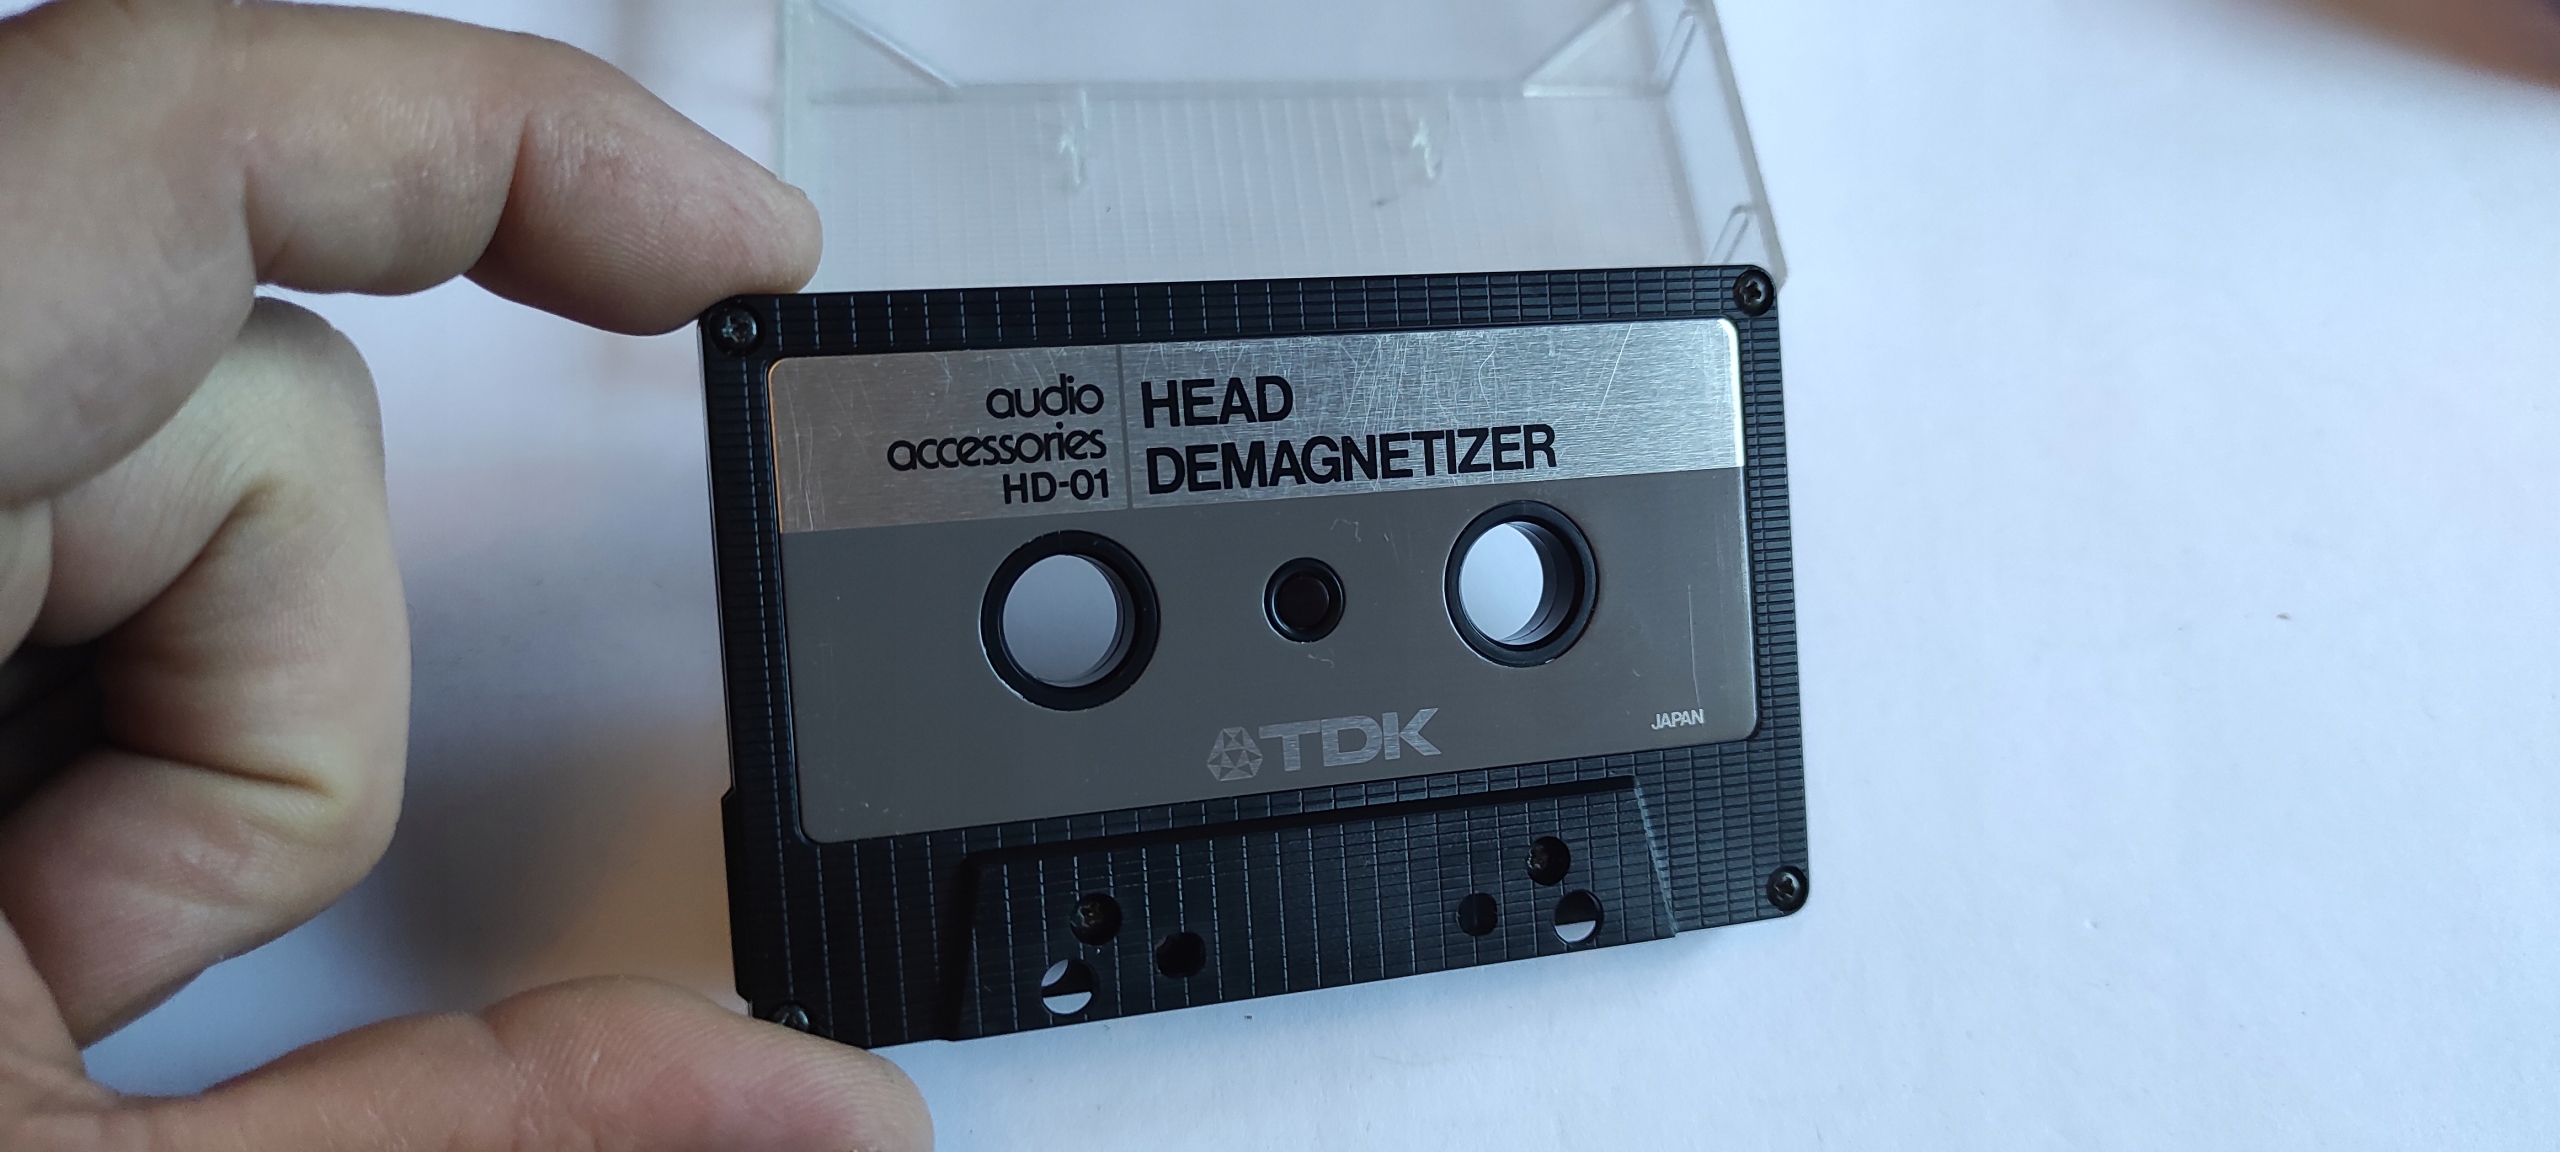 audio
accessories
HD-01
HEAD
DEMAGNETIZER
TDK
JAPAN